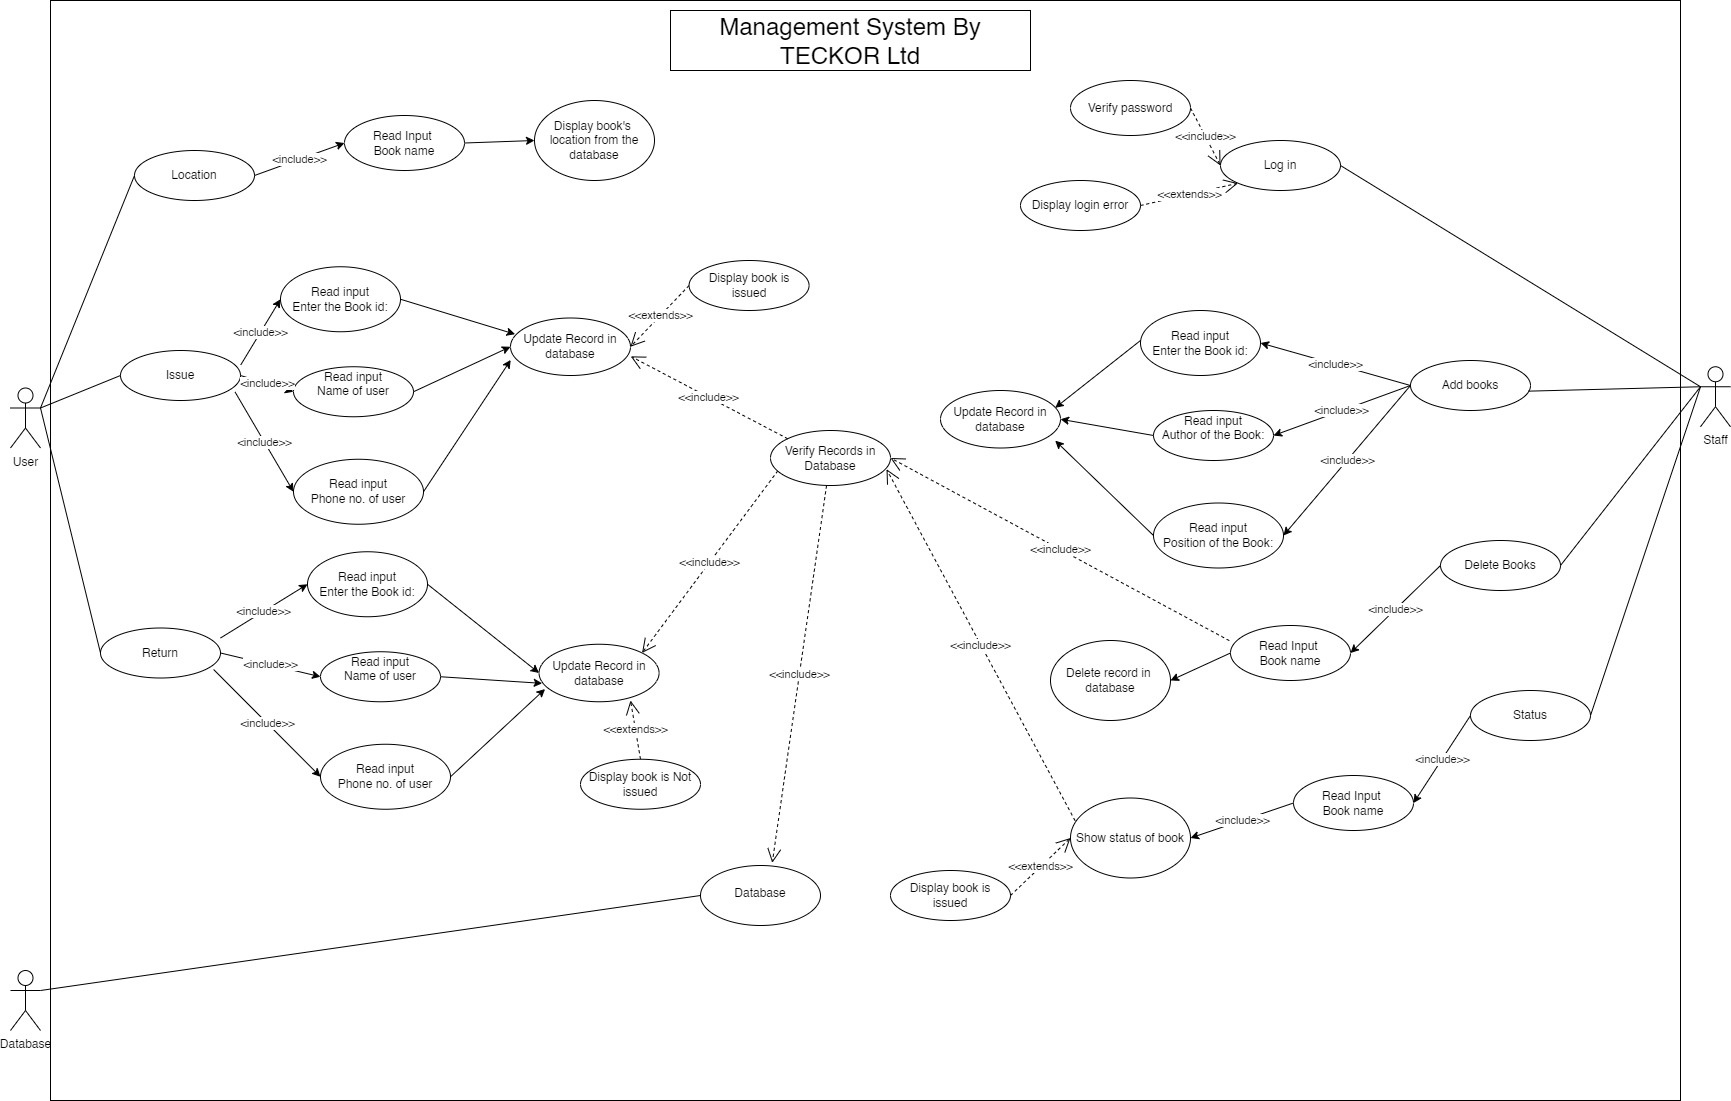 Management System By
TECKOR Ltd
Verify password
<<include>>
Log in
Display login error
<<extends>>
Location
<include>>
Read Input
Book name
Display book's
location from the
database
Issue
<include>>
Read input
Enter the Book id:
<include>>
Read input
Name of user
<include>>
Read input
Phone no. of user
Update Record in
database
<<extends>>
Display book is
issued
<<include>>
Verify Records in
Database
User
Return
<include>>
Read input
Enter the Book id:
<include>>
Read input
Name of user
<include>>
Read input
Phone no. of user
Update Record in
database
<<include>>
<<extends>>
Display book is Not
issued
<<include>>
Database
Database
Staff
Add books
<include>>
Read input
Enter the Book id:
<include>>
Read input
Author of the Book:
<include>>
Read input
Position of the Book:
Update Record in
database
Delete Books
<include>>
Read Input
Book name
<<include>>
Delete record in
database
Status
<include>>
Read Input
Book name
<include>>
Show status of book
<<include>>
<<extends>>
Display book is
issued